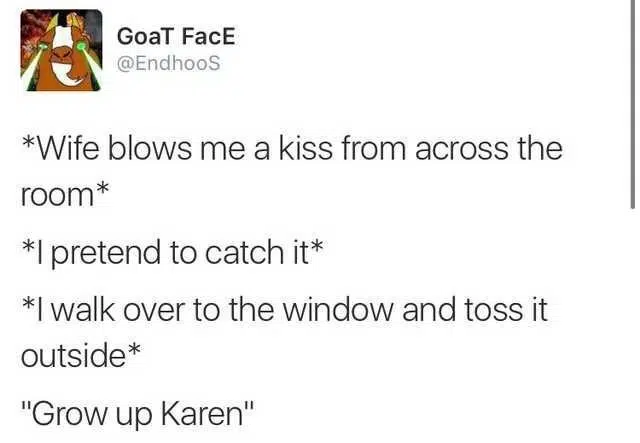 GoaT FacE
@EndhooS
*Wife blows me a kiss from across the
room*
*I pretend to catch it*
*I walk over to the window and toss it
outside*
"Grow up Karen"